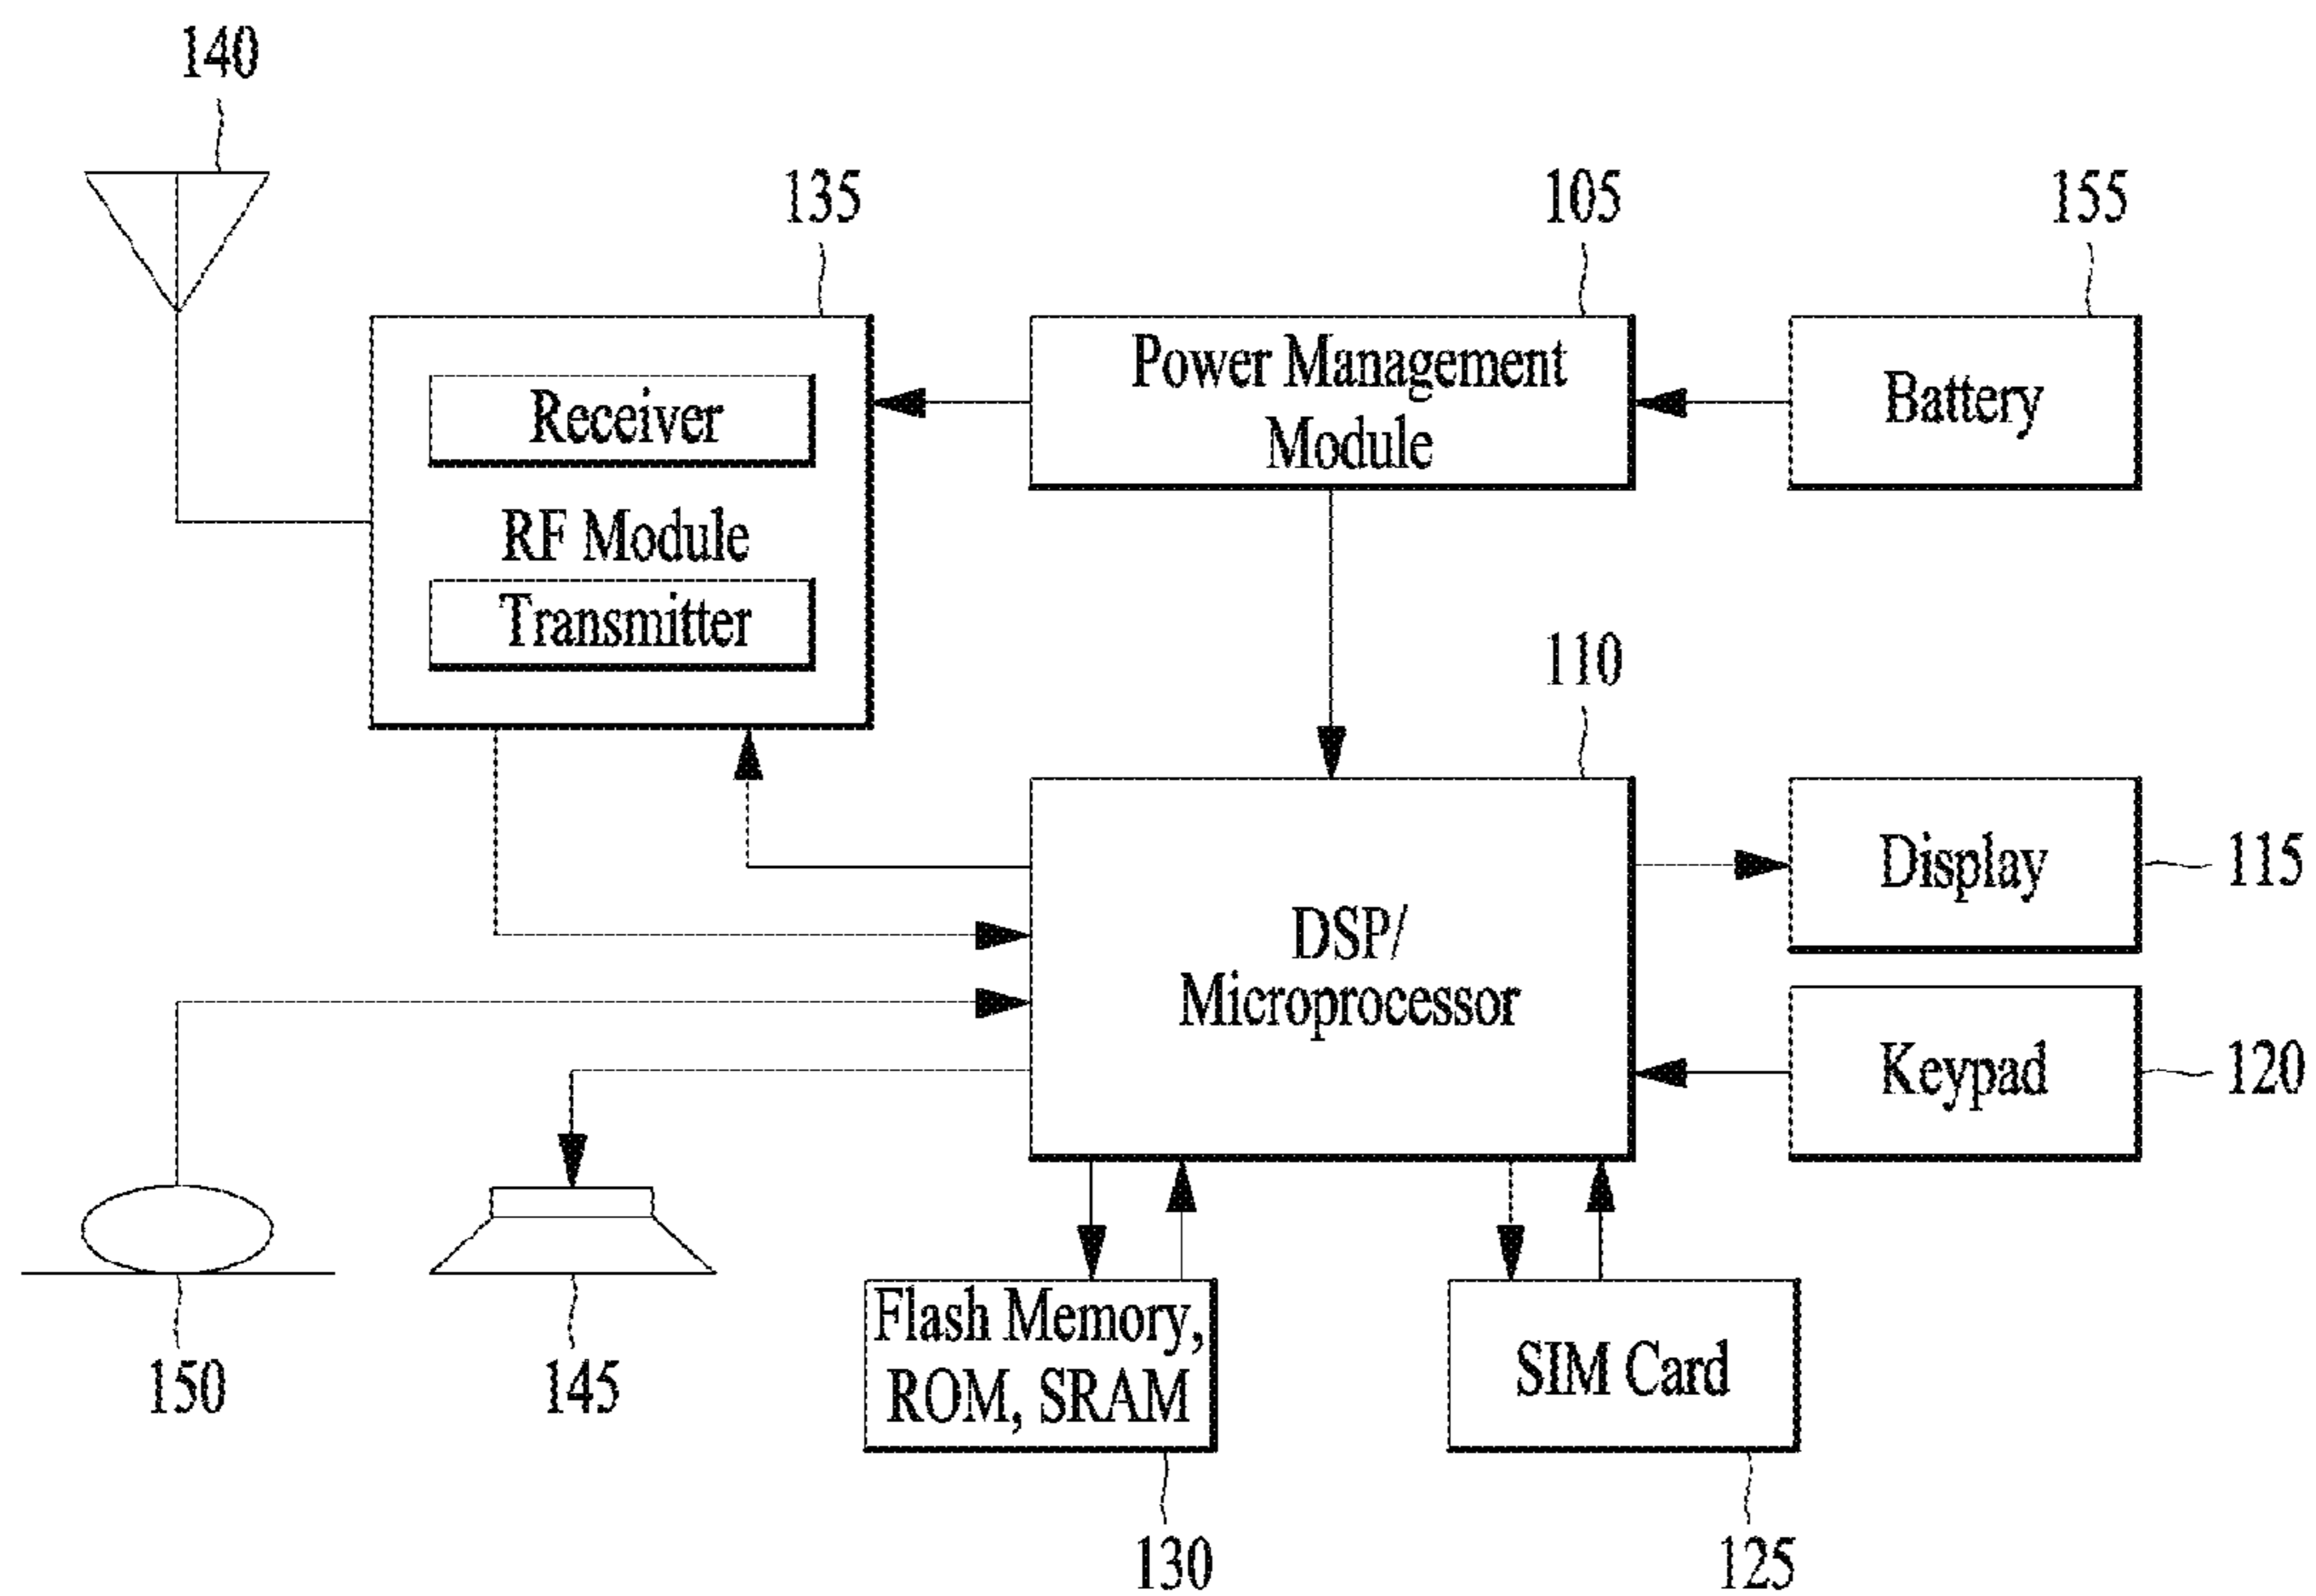 140
135
105
155
Receiver
RF Module
Transmitter
Power Management
Module
Battery
110
DSP/
Microprocessor
Display
115
Keypad
120
150
145
Flash Memory,
ROM, SRAM
130
SIM Card
125